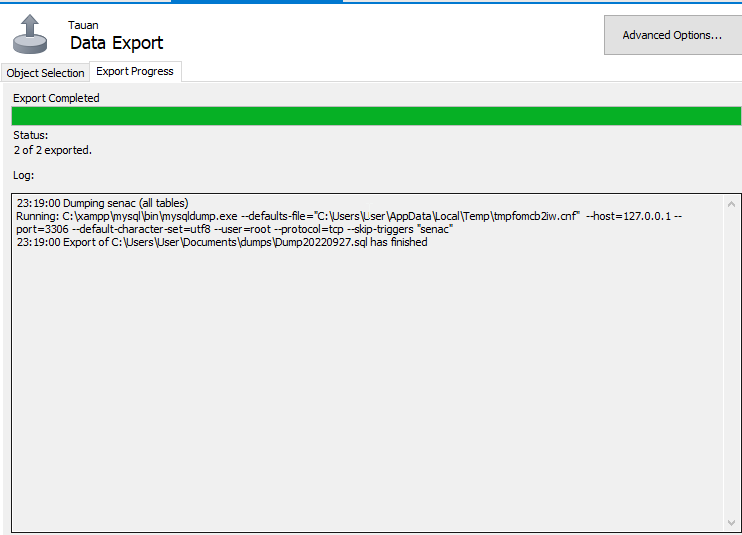 Tauan
Data Export
Advanced Options...
Object Selection
Export Progress
Export Completed
Status:
2 of 2 exported.
Log:
23:19:00 Dumping senac (all tables)
Running: C:\xampp\mysql\bin\mysqldump.exe --defaults-file="C:\Users\User\AppData\Local\Temp\tmpfomcb2iw.cnf"  --host=127.0.0.1 --
port=3306 --default-character-set=utf8 --user=root --protocol=tcp --skip-triggers "senac"
23:19:00 Export of C:\Users\User\Documents\dumps\Dump20220927.sql has finished